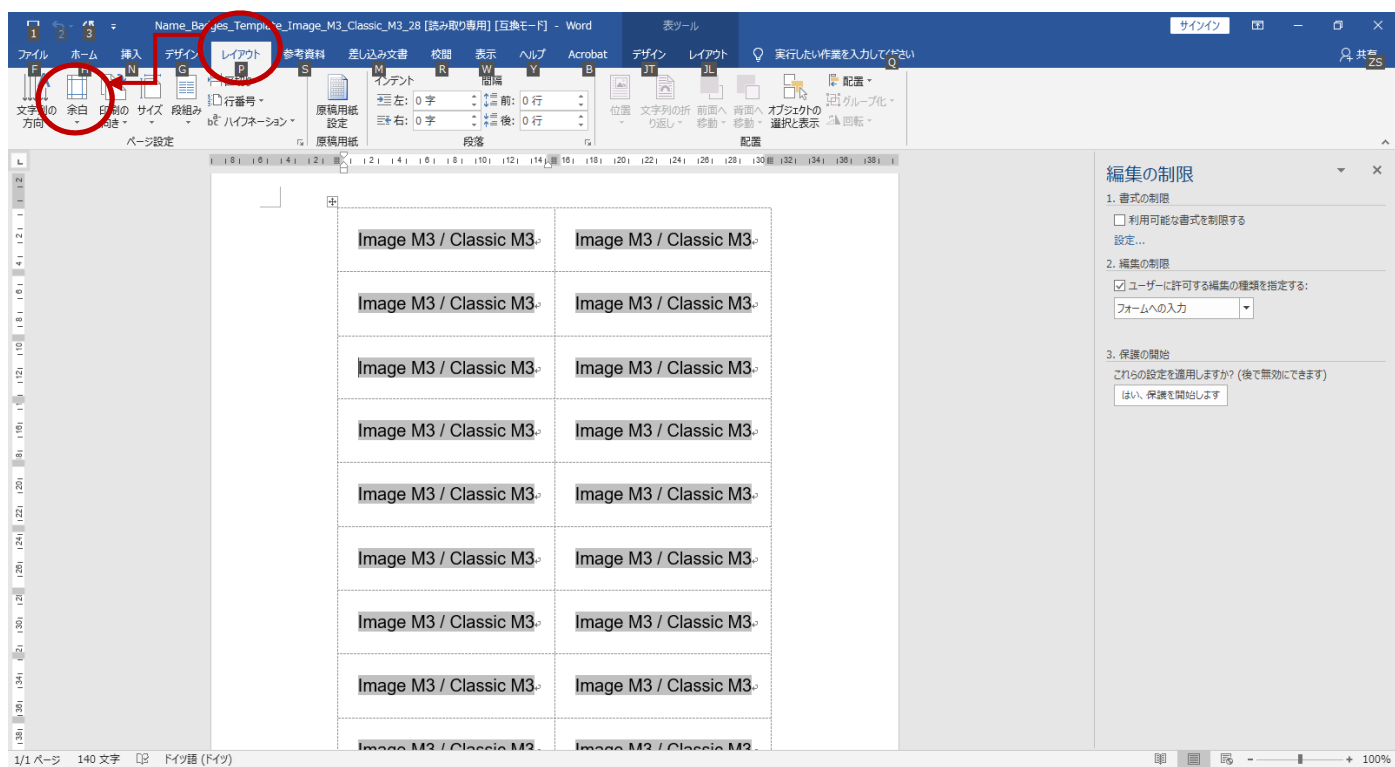 Name_Badges_Template_Image_M3_Classic_M3_28 [読み取り専用] [互換モード] - Word
表ツール
サインイン
1 2 3
ファイル ホーム 挿入 デザイン レイアウト 参考資料 差し込み文書 校閲 表示 ヘルプ Acrobat デザイン レイアウト 実行したい作業を入力してください 共有
F H N G P S M R W Y B JT JL Q ZS
文字列の方向 余白 印刷の向き サイズ 段組み
行番号
bc ハイフネーション
ページ設定
原稿用紙設定
原稿用紙
インデント 間隔
左: 0 字 前: 0 行
右: 0 字 後: 0 行
段落
位置 文字列の折り返し 前面へ移動 背面へ移動 オブジェクトの選択と表示
配置
グループ化
回転
配置
Image M3 / Classic M3 Image M3 / Classic M3
Image M3 / Classic M3 Image M3 / Classic M3
Image M3 / Classic M3 Image M3 / Classic M3
Image M3 / Classic M3 Image M3 / Classic M3
Image M3 / Classic M3 Image M3 / Classic M3
Image M3 / Classic M3 Image M3 / Classic M3
Image M3 / Classic M3 Image M3 / Classic M3
Image M3 / Classic M3 Image M3 / Classic M3
Image M3 / Classic M3 Image M3 / Classic M3
編集の制限
1. 書式の制限
利用可能な書式を制限する
設定...
2. 編集の制限
ユーザーに許可する編集の種類を指定する:
フォームへの入力
3. 保護の開始
これらの設定を適用しますか? (後で無効にできます)
はい、保護を開始します
1/1 ページ 140 文字 ドイツ語 (ドイツ)
100%